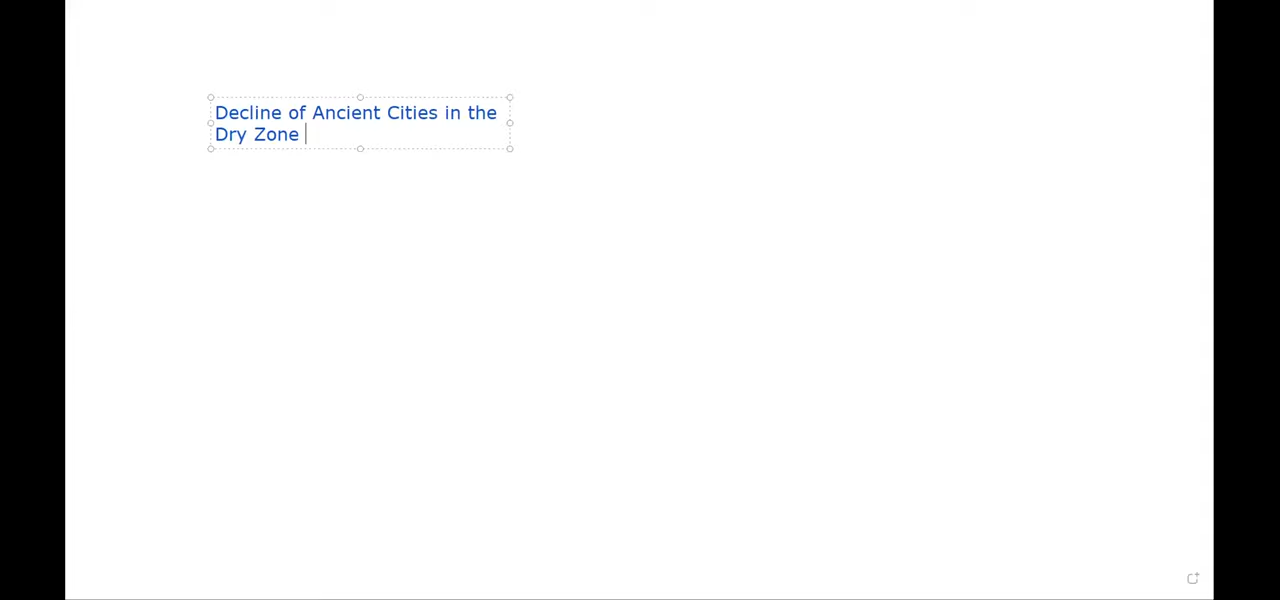 Decline of Ancient Cities in the
Dry Zone